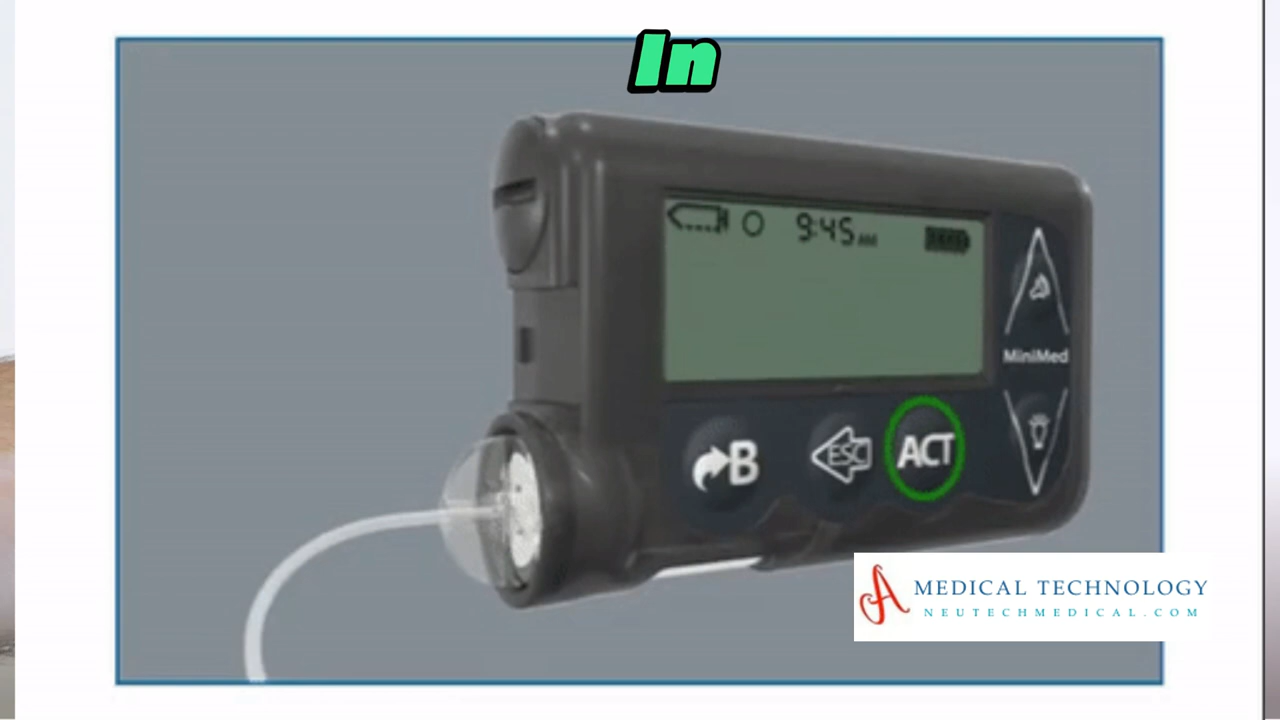 In
9:45 AM
MiniMed
B
ESC
ACT
A MEDICAL TECHNOLOGY
NEUTECHMEDICAL.COM